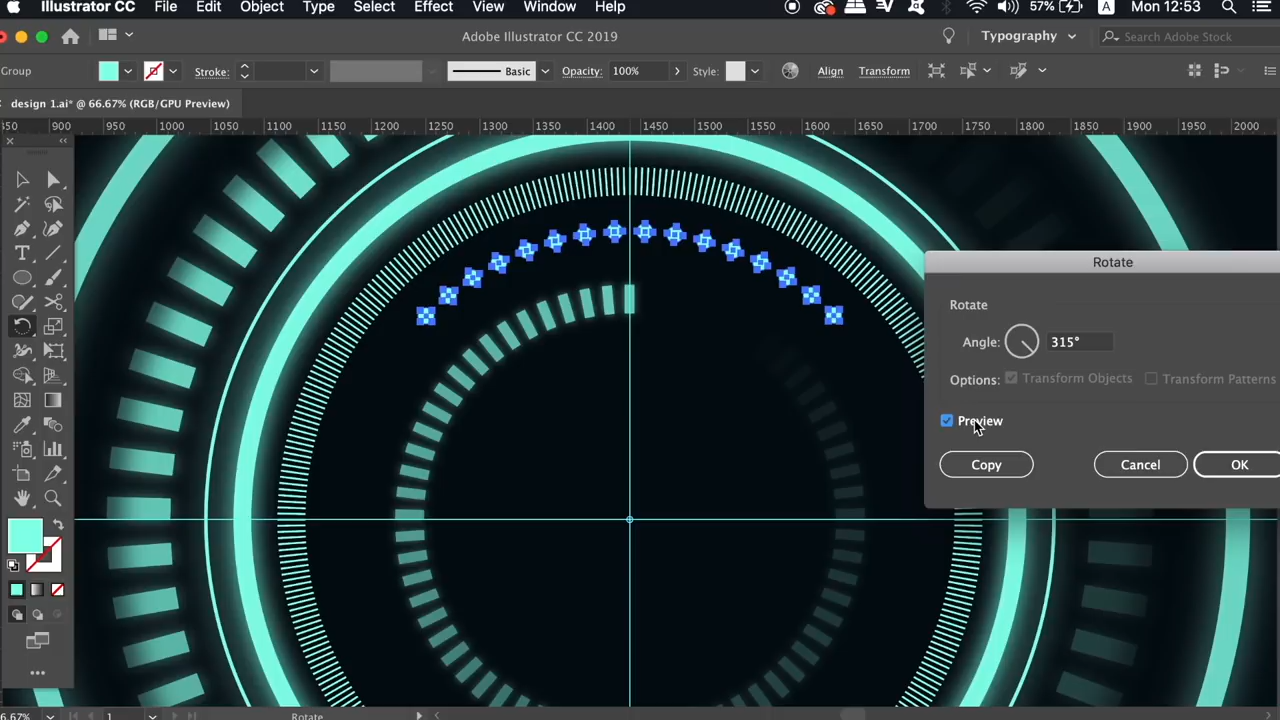 Illustrator CC File Edit Object Type Select Effect View Window Help 57% A Mon 12:53
Adobe Illustrator CC 2019 Typography Search Adobe Stock
Group Stroke: Basic Opacity: 100% Style: Align Transform
design 1.ai* @ 66.67% (RGB/GPU Preview)
850 900 950 1000 1050 1100 1150 1200 1250 1300 1350 1400 1450 1500 1550 1600 1650 1700 1750 1800 1850 1900 1950 2000
Rotate
Rotate
Angle: 315°
Options: Transform Objects Transform Patterns
Preview
Copy Cancel OK
6.67% 1 Rotate